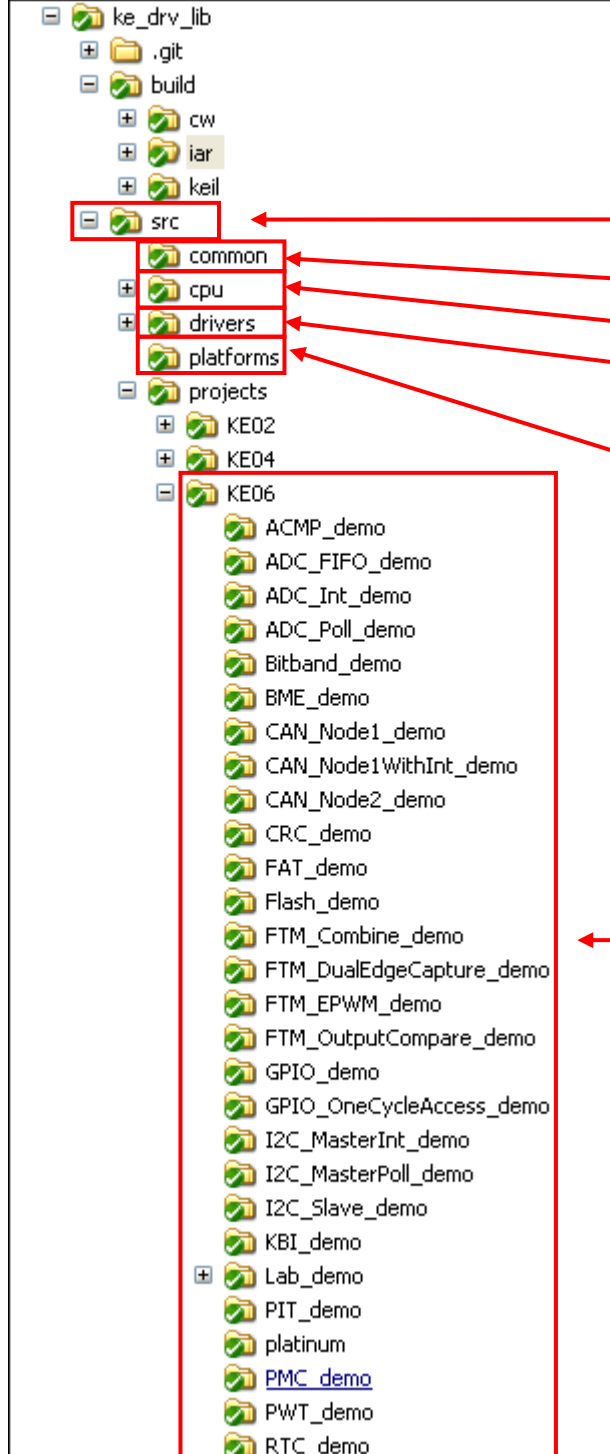 ke_drv_lib
.git
build
cw
iar
keil
src
common
cpu
drivers
platforms
projects
KE02
KE04
KE06
ACMP_demo
ADC_FIFO_demo
ADC_Int_demo
ADC_Poll_demo
Bitband_demo
BME_demo
CAN_Node1_demo
CAN_Node1WithInt_demo
CAN_Node2_demo
CRC_demo
FAT_demo
Flash_demo
FTM_Combine_demo
FTM_DualEdgeCapture_demo
FTM_EPWM_demo
FTM_OutputCompare_demo
GPIO_demo
GPIO_OneCycleAccess_demo
I2C_MasterInt_demo
I2C_MasterPoll_demo
I2C_Slave_demo
KBI_demo
Lab_demo
PIT_demo
platinum
PMC_demo
PWT_demo
RTC_demo